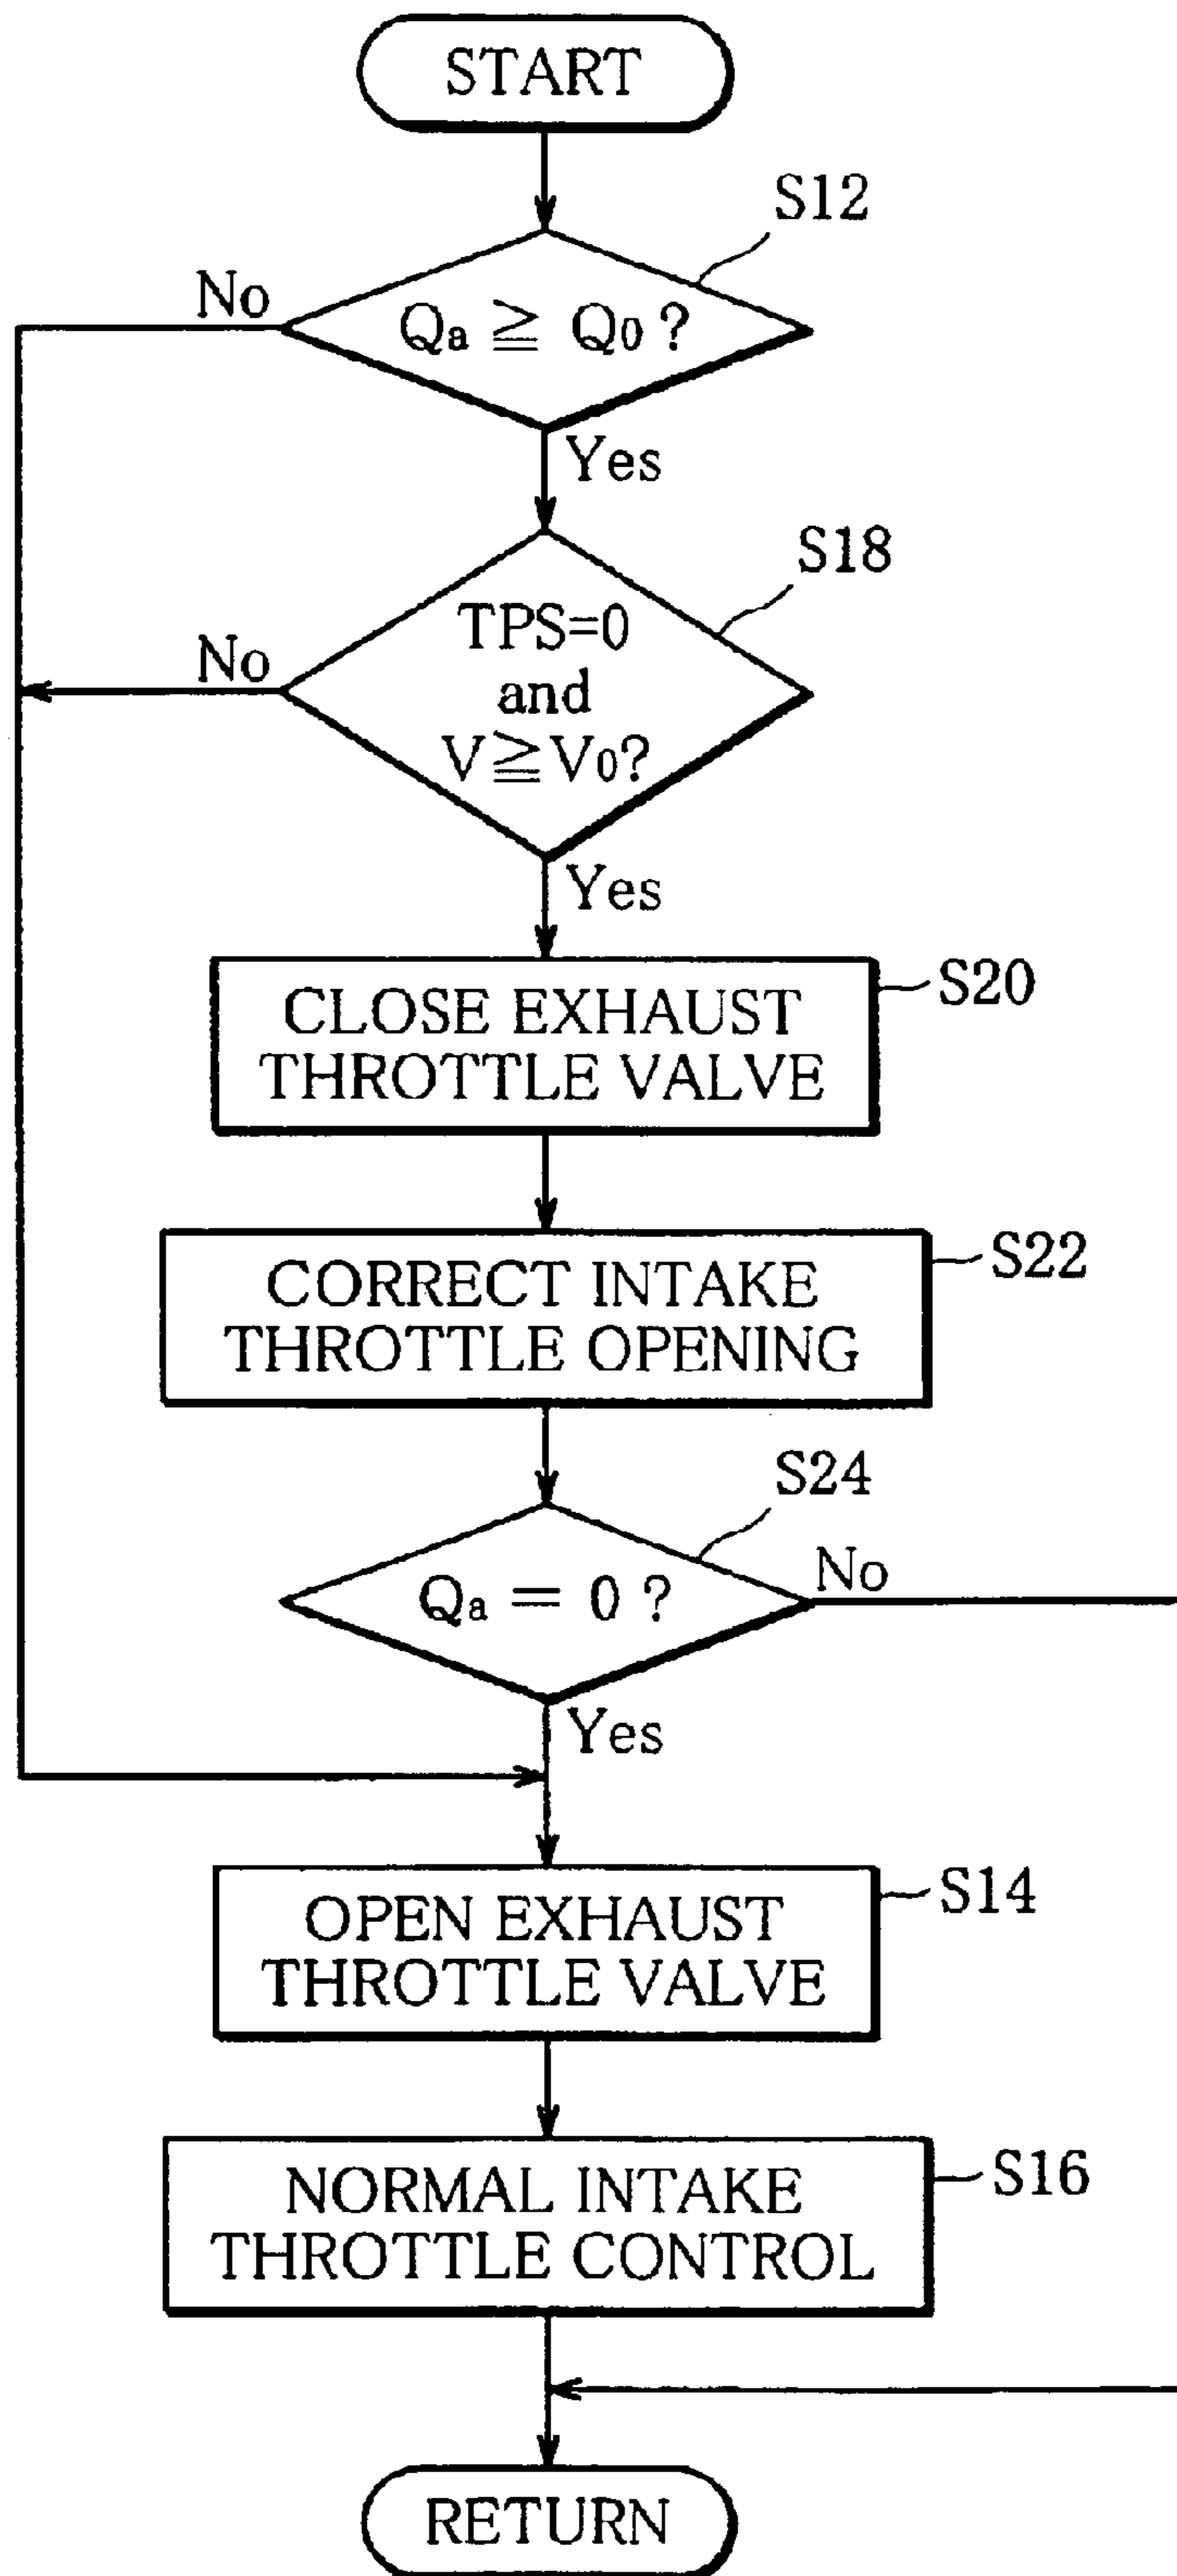 START
S12
No
Qa ≧ Q0 ?
Yes
S18
No
TPS=0
and
V≧V0?
Yes
S20
CLOSE EXHAUST
THROTTLE VALVE
S22
CORRECT INTAKE
THROTTLE OPENING
S24
Qa = 0 ?
No
Yes
S14
OPEN EXHAUST
THROTTLE VALVE
S16
NORMAL INTAKE
THROTTLE CONTROL
RETURN